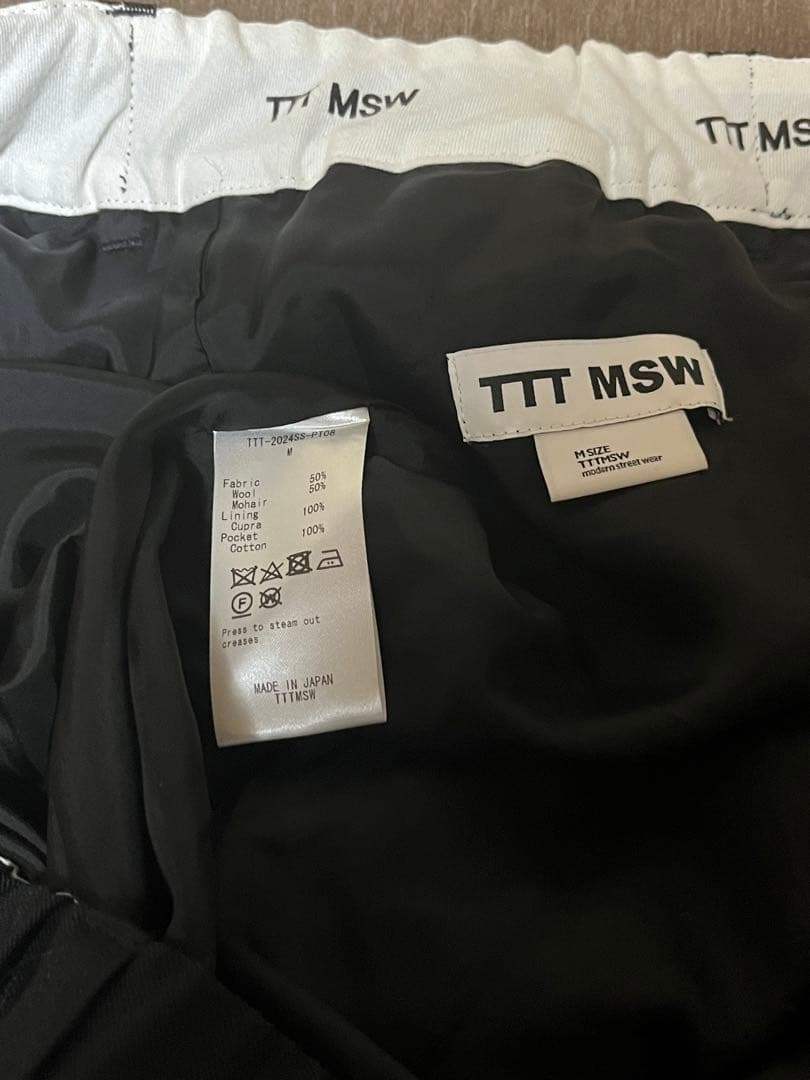 TTT MSW
TTT MS
TTT MSW
M SIZE
TTTMSW
modern street wear
TTT-2024SS-PT08
M
Fabric
Wool 50%
Mohair 50%
Lining
Cupra 100%
Pocket
Cotton 100%
F
W
Press to steam out
creases
MADE IN JAPAN
TTTMSW